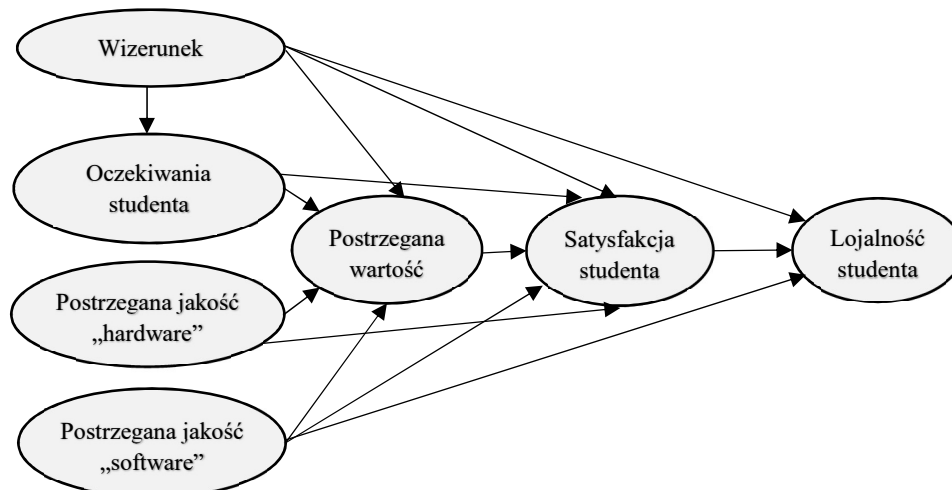 Wizerunek
Oczekiwania
studenta
Postrzegana
wartość
Satysfakcja
studenta
Lojalność
studenta
Postrzegana jakość
„hardware”
Postrzegana jakość
„software”